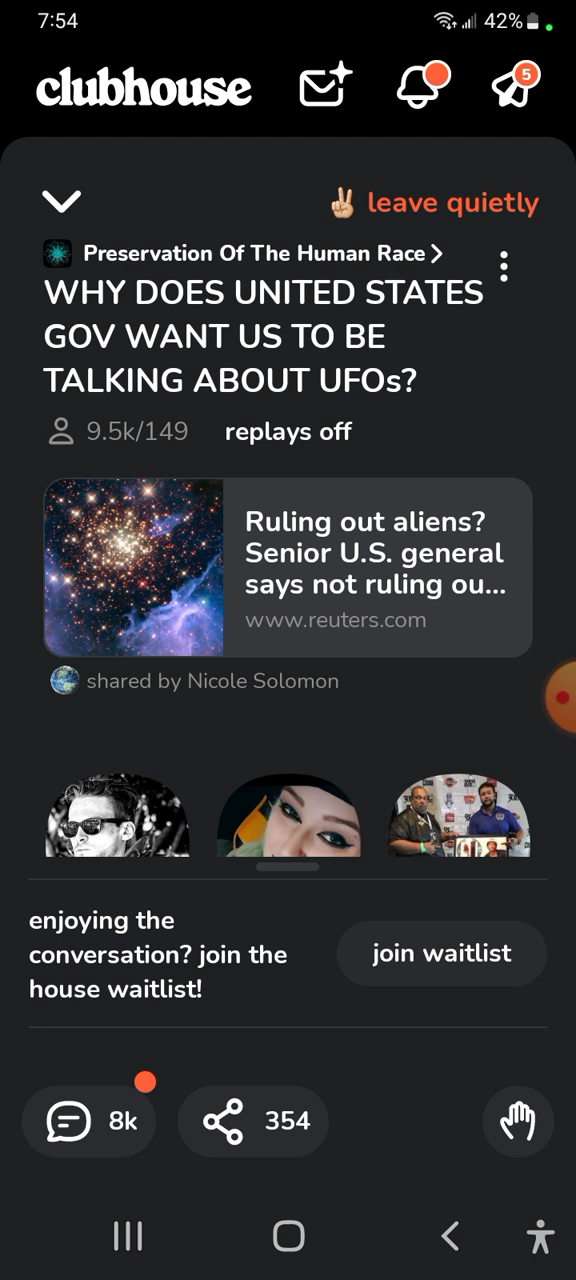 7:54
42%
clubhouse
5
✌🏼 leave quietly
Preservation Of The Human Race
WHY DOES UNITED STATES
GOV WANT US TO BE
TALKING ABOUT UFOs?
9.5k/149 replays off
Ruling out aliens?
Senior U.S. general
says not ruling ou...
www.reuters.com
shared by Nicole Solomon
enjoying the
conversation? join the
house waitlist!
join waitlist
8k
354